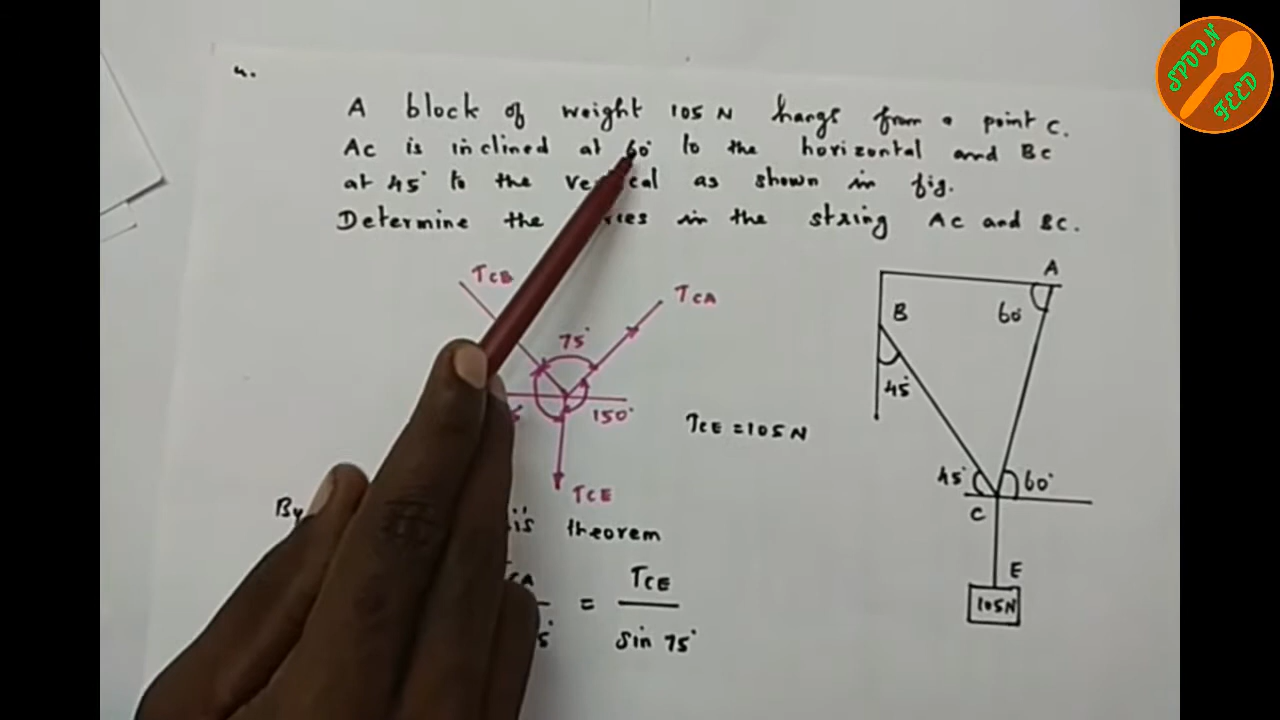 4.
A block of weight 105 N hangs from a point C.
AC is inclined at 60° to the horizontal and BC
at 45° to the vertical as shown in fig.
Determine the in the string AC and BC.
TCB
TCA
75°
150°
TCE
TCE = 105 N
A
60°
B
45°
45°
60°
C
E
105N
By theorem
= TCE
sin 75°
SPOON
FEED